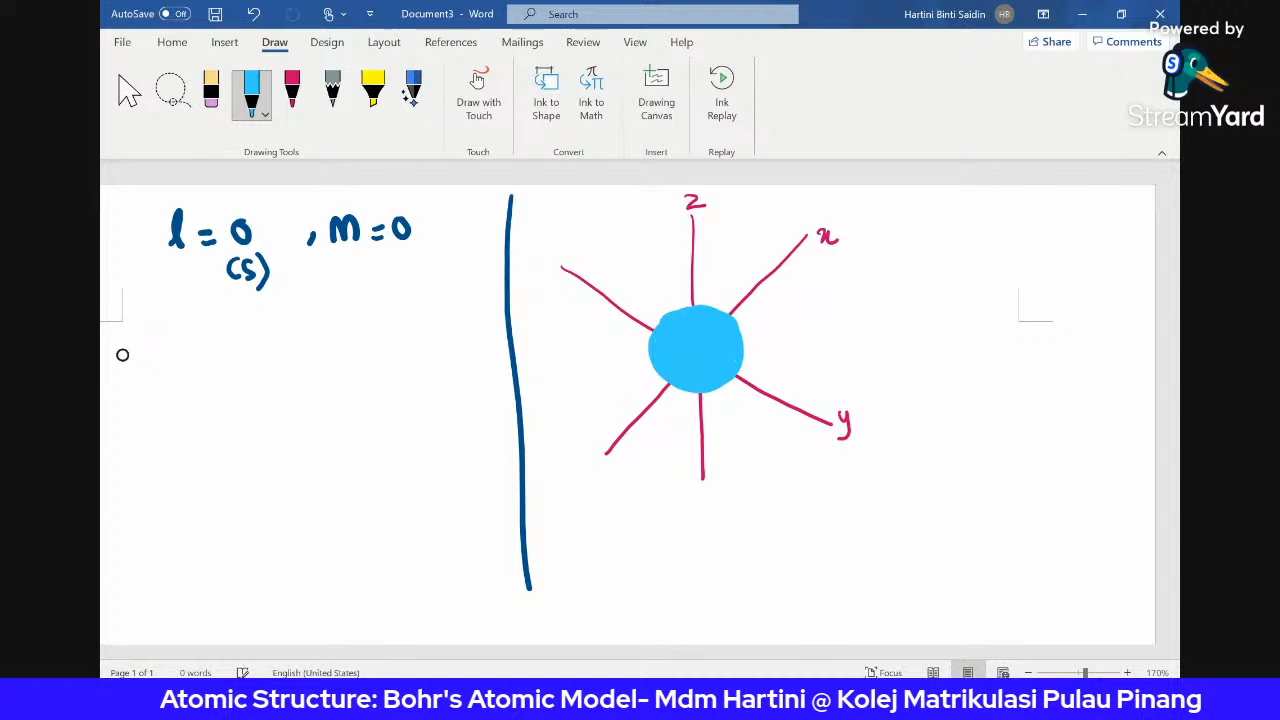 AutoSave Off
Document3 - Word
Search
Hartini Binti Saidin HB
Powered by
StreamYard
File Home Insert Draw Design Layout References Mailings Review View Help Share Comments
Draw with Touch
Ink to Shape
Ink to Math
Drawing Canvas
Ink Replay
Drawing Tools Touch Convert Insert Replay
l = 0 , m = 0
(s)
z
x
y
Page 1 of 1 0 words English (United States) Focus 170%
Atomic Structure: Bohr's Atomic Model- Mdm Hartini @ Kolej Matrikulasi Pulau Pinang